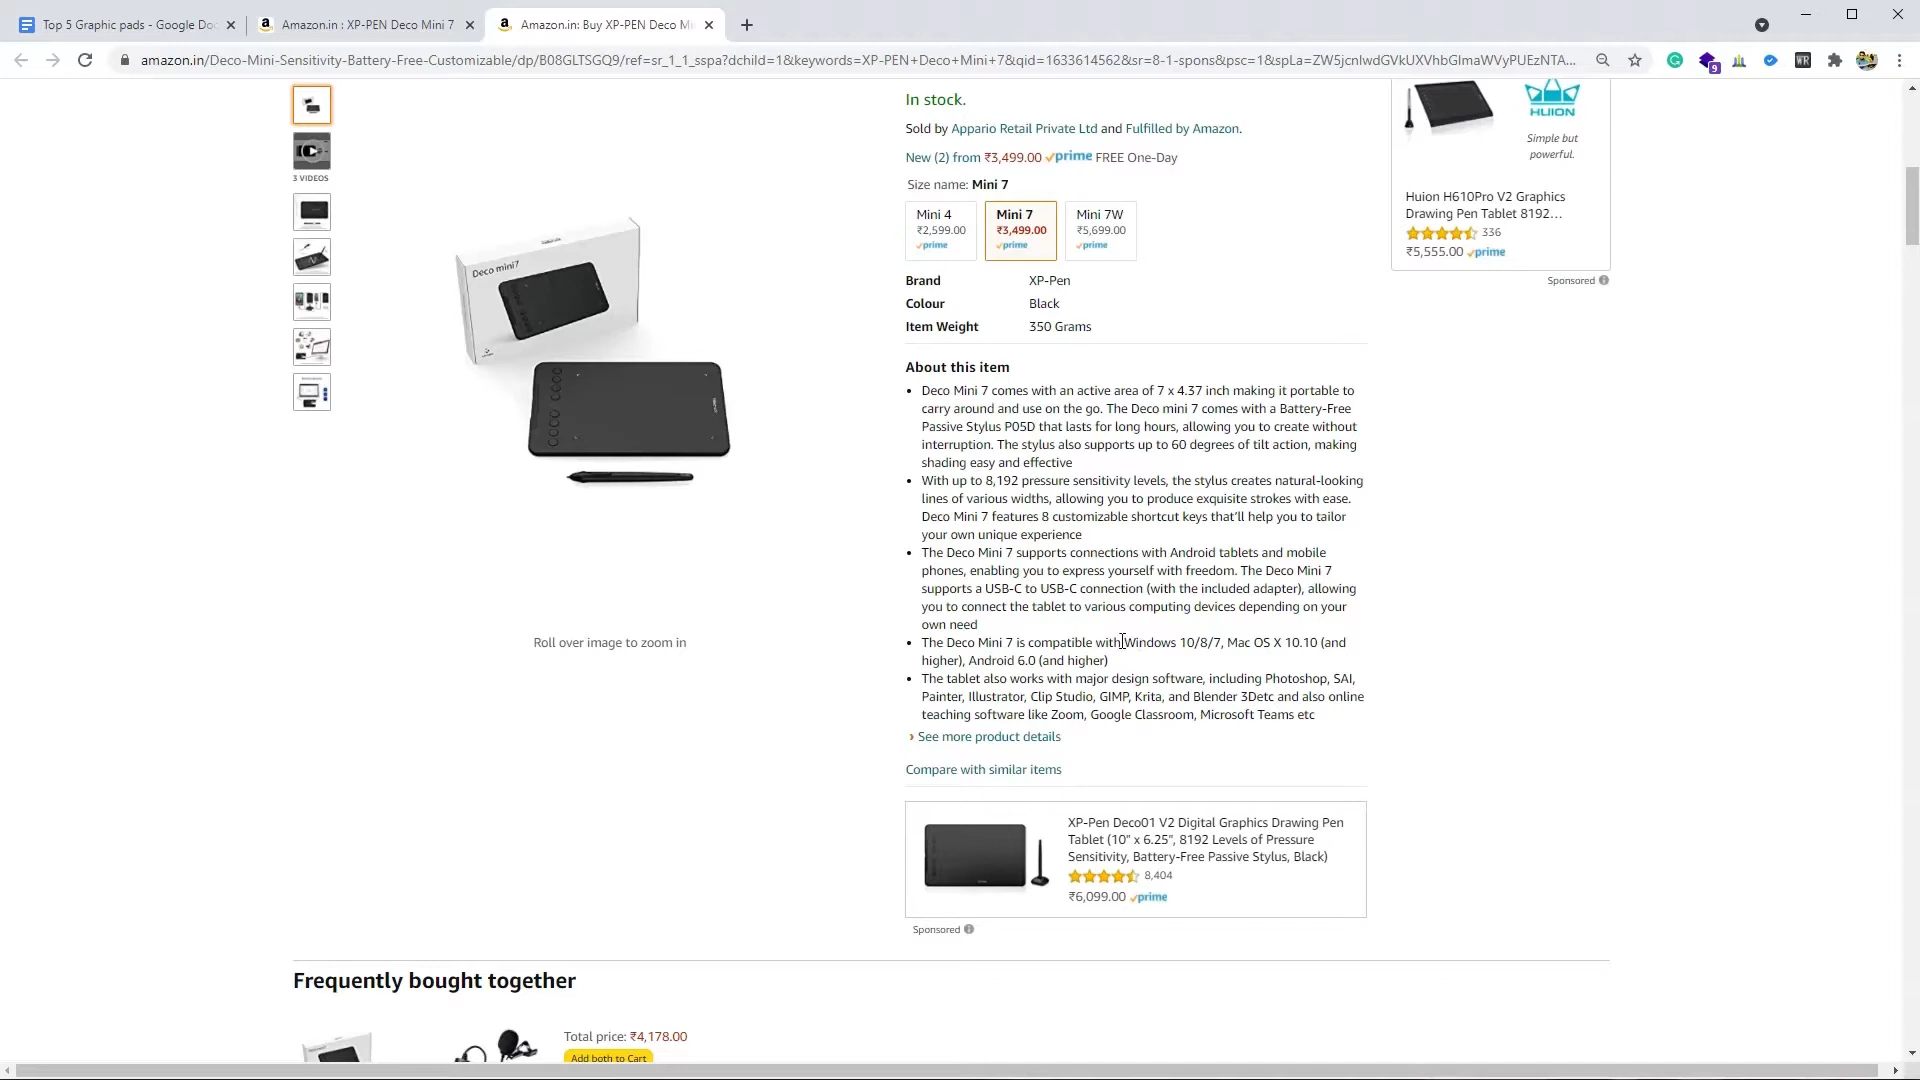 Top 5 Graphic pads - Google Do
Amazon.in : XP-PEN Deco Mini 7
Amazon.in: Buy XP-PEN Deco M
amazon.in/Deco-Mini-Sensitivity-Battery-Free-Customizable/dp/B08GLTSGQ9/ref=sr_1_1_sspa?dchild=1&keywords=XP-PEN+Deco+Mini+7&qid=1633614562&sr=8-1-spons&psc=1&spLa=ZW5jcnlwdGVkUXVhbGlmaWVyPUEzNTA...
9
WR
3 VIDEOS
Deco mini7
Roll over image to zoom in
In stock.
Sold by Appario Retail Private Ltd and Fulfilled by Amazon.
New (2) from ₹3,499.00 prime FREE One-Day
Size name: Mini 7
Mini 4
₹2,599.00
prime
Mini 7
₹3,499.00
prime
Mini 7W
₹5,699.00
prime
Brand XP-Pen
Colour Black
Item Weight 350 Grams
About this item
• Deco Mini 7 comes with an active area of 7 x 4.37 inch making it portable to
carry around and use on the go. The Deco mini 7 comes with a Battery-Free
Passive Stylus P05D that lasts for long hours, allowing you to create without
interruption. The stylus also supports up to 60 degrees of tilt action, making
shading easy and effective
• With up to 8,192 pressure sensitivity levels, the stylus creates natural-looking
lines of various widths, allowing you to produce exquisite strokes with ease.
Deco Mini 7 features 8 customizable shortcut keys that'll help you to tailor
your own unique experience
• The Deco Mini 7 supports connections with Android tablets and mobile
phones, enabling you to express yourself with freedom. The Deco Mini 7
supports a USB-C to USB-C connection (with the included adapter), allowing
you to connect the tablet to various computing devices depending on your
own need
• The Deco Mini 7 is compatible with Windows 10/8/7, Mac OS X 10.10 (and
higher), Android 6.0 (and higher)
• The tablet also works with major design software, including Photoshop, SAI,
Painter, Illustrator, Clip Studio, GIMP, Krita, and Blender 3Detc and also online
teaching software like Zoom, Google Classroom, Microsoft Teams etc
› See more product details
Compare with similar items
XP-Pen Deco01 V2 Digital Graphics Drawing Pen
Tablet (10" x 6.25", 8192 Levels of Pressure
Sensitivity, Battery-Free Passive Stylus, Black)
8,404
₹6,099.00 prime
Sponsored
HUION
Simple but
powerful.
Huion H610Pro V2 Graphics
Drawing Pen Tablet 8192...
336
₹5,555.00 prime
Sponsored
Frequently bought together
Total price: ₹4,178.00
Add both to Cart